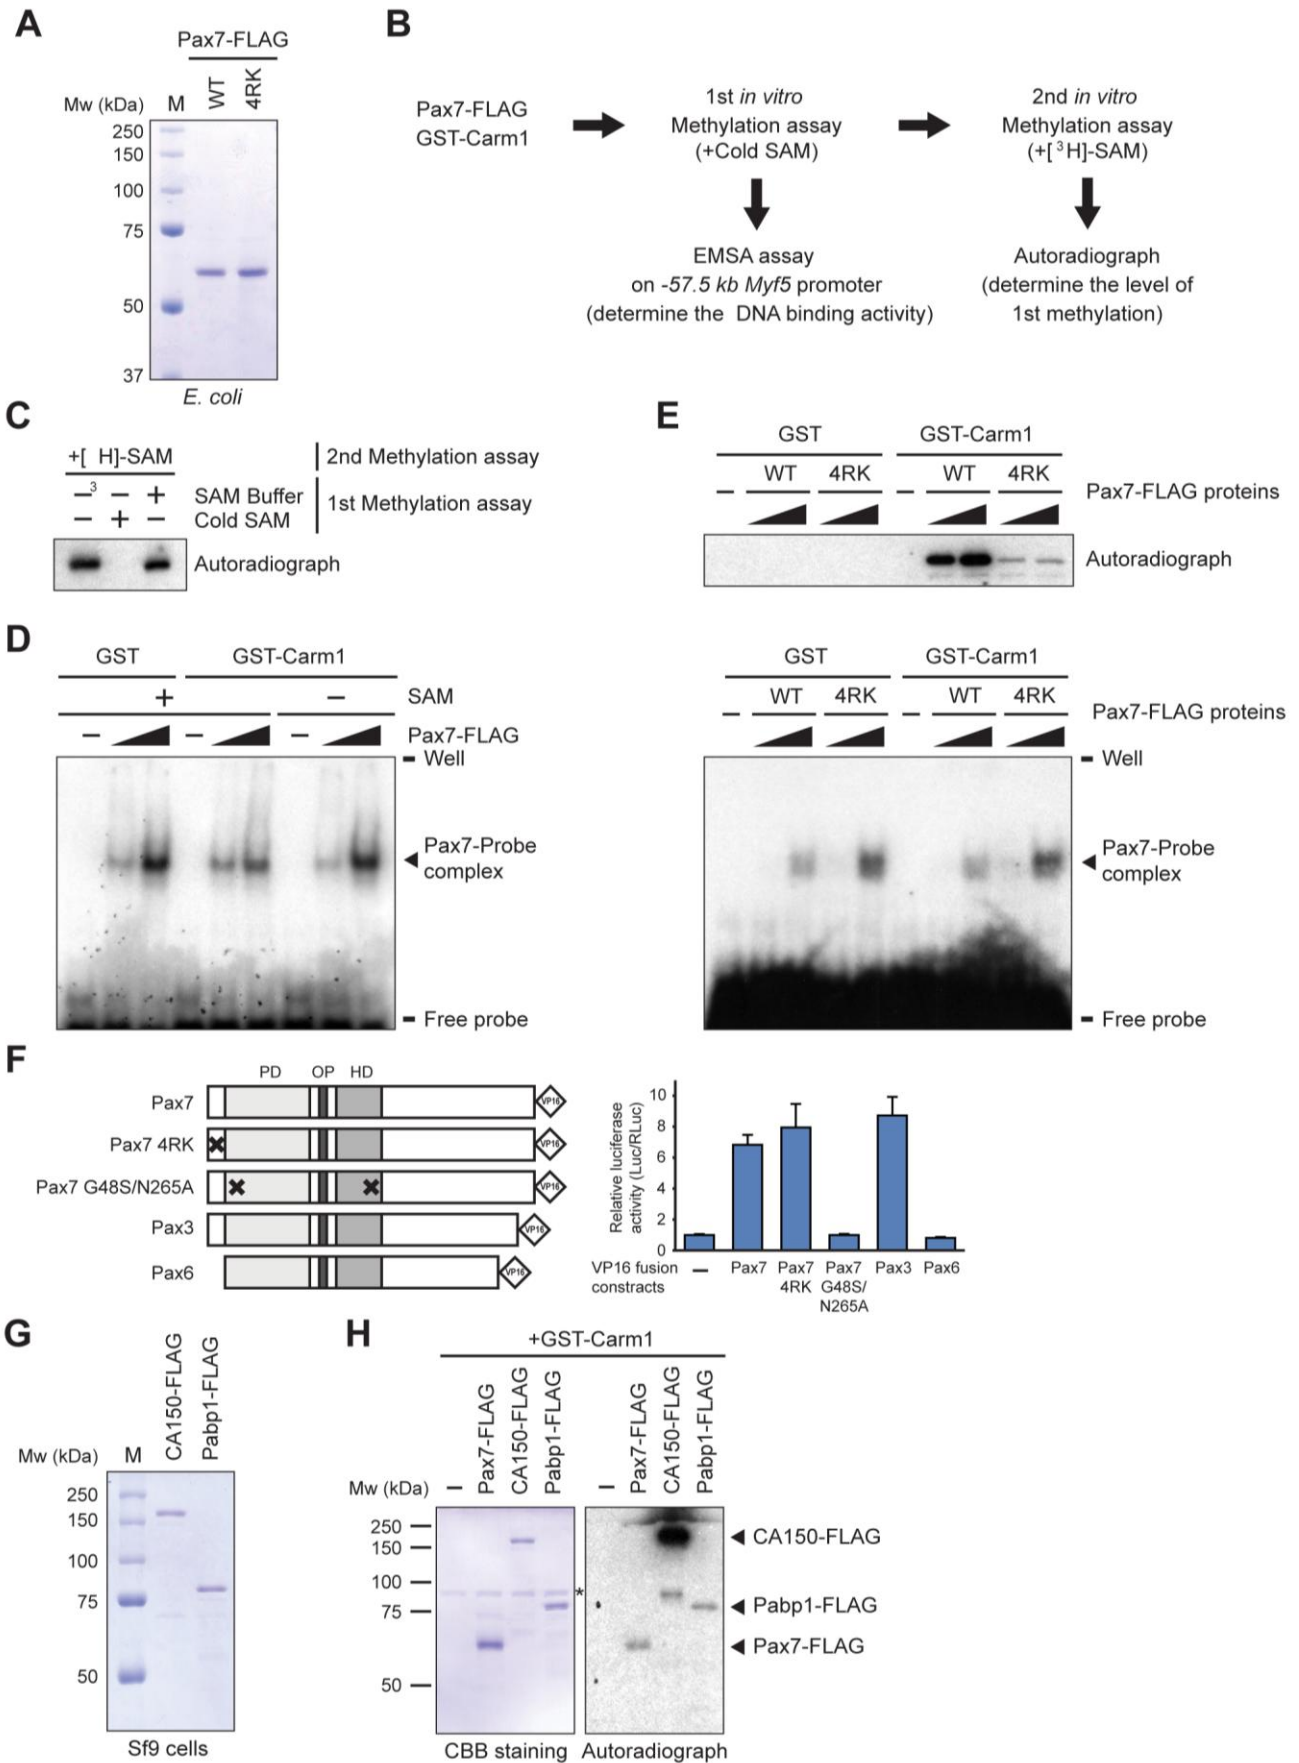 A
Pax7-FLAG
WT
4RK
Mw (kDa)
M
250
150
100
75
50
37
E. coli
B
Pax7-FLAG
GST-Carm1
1st in vitro
Methylation assay
(+Cold SAM)
2nd in vitro
Methylation assay
(+[ 3 H]-SAM)
EMSA assay
on -57.5 kb Myf5 promoter
(determine the DNA binding activity)
Autoradiograph
(determine the level of
1st methylation)
C
+[ H]-SAM
2nd Methylation assay
− 3 − + SAM Buffer
− + − Cold SAM
1st Methylation assay
Autoradiograph
E
GST GST-Carm1
− WT 4RK − WT 4RK
Pax7-FLAG proteins
Autoradiograph
D
GST GST-Carm1
+ − SAM
− − − Pax7-FLAG
Well
Pax7-Probe
complex
Free probe
GST GST-Carm1
− WT 4RK − WT 4RK
Pax7-FLAG proteins
Well
Pax7-Probe
complex
Free probe
F
PD OP HD
Pax7 VP16
Pax7 4RK VP16
Pax7 G48S/N265A VP16
Pax3 VP16
Pax6 VP16
Relative luciferase
activity (Luc/RLuc)
10
8
6
4
2
0
VP16 fusion
constracts
−
Pax7
Pax7
4RK
Pax7
G48S/
N265A
Pax3
Pax6
G
CA150-FLAG
Pabp1-FLAG
Mw (kDa)
M
250
150
100
75
50
Sf9 cells
H
+GST-Carm1
−
Pax7-FLAG
CA150-FLAG
Pabp1-FLAG
−
Pax7-FLAG
CA150-FLAG
Pabp1-FLAG
Mw (kDa)
250
150
100
75
50
*
CA150-FLAG
Pabp1-FLAG
Pax7-FLAG
CBB staining
Autoradiograph